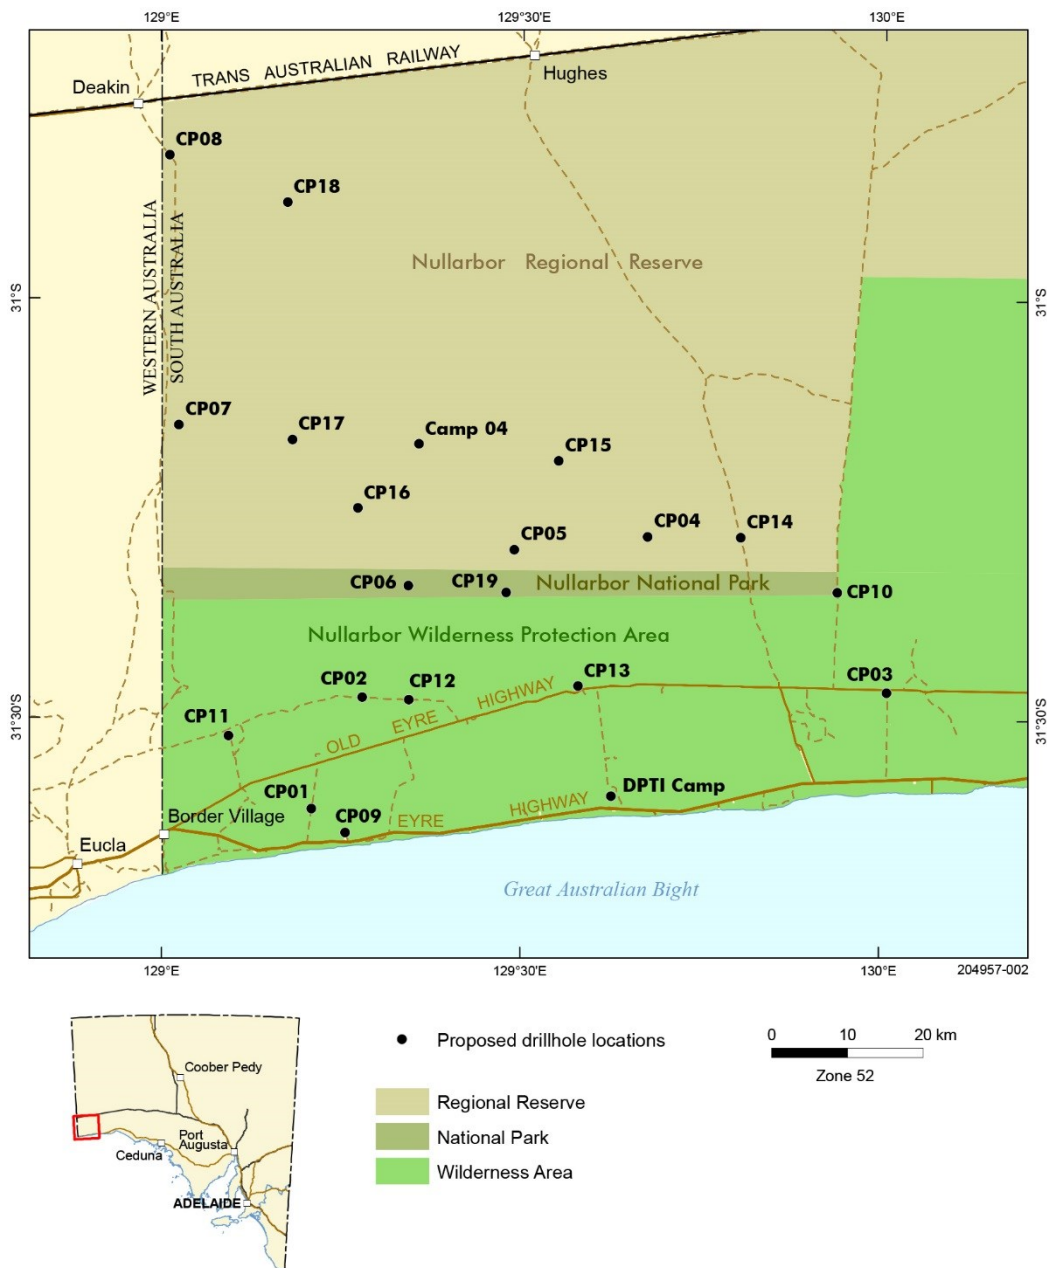 129°E
129°30'E
130°E
TRANS AUSTRALIAN RAILWAY
Hughes
Deakin
CP08
CP18
WESTERN AUSTRALIA
SOUTH AUSTRALIA
Nullarbor Regional Reserve
31°S
31°S
CP07
CP17
Camp 04
CP15
CP16
CP05
CP04
CP14
CP06
CP19
Nullarbor National Park
CP10
Nullarbor Wilderness Protection Area
CP02
CP12
CP13
CP03
CP11
31°30'S
31°30'S
OLD EYRE HIGHWAY
CP01
CP09
DPTI Camp
EYRE HIGHWAY
Border Village
Eucla
Great Australian Bight
129°E
129°30'E
130°E
204957-002
Coober Pedy
Port
Augusta
Ceduna
ADELAIDE
Proposed drillhole locations
Regional Reserve
National Park
Wilderness Area
0 10 20 km
Zone 52